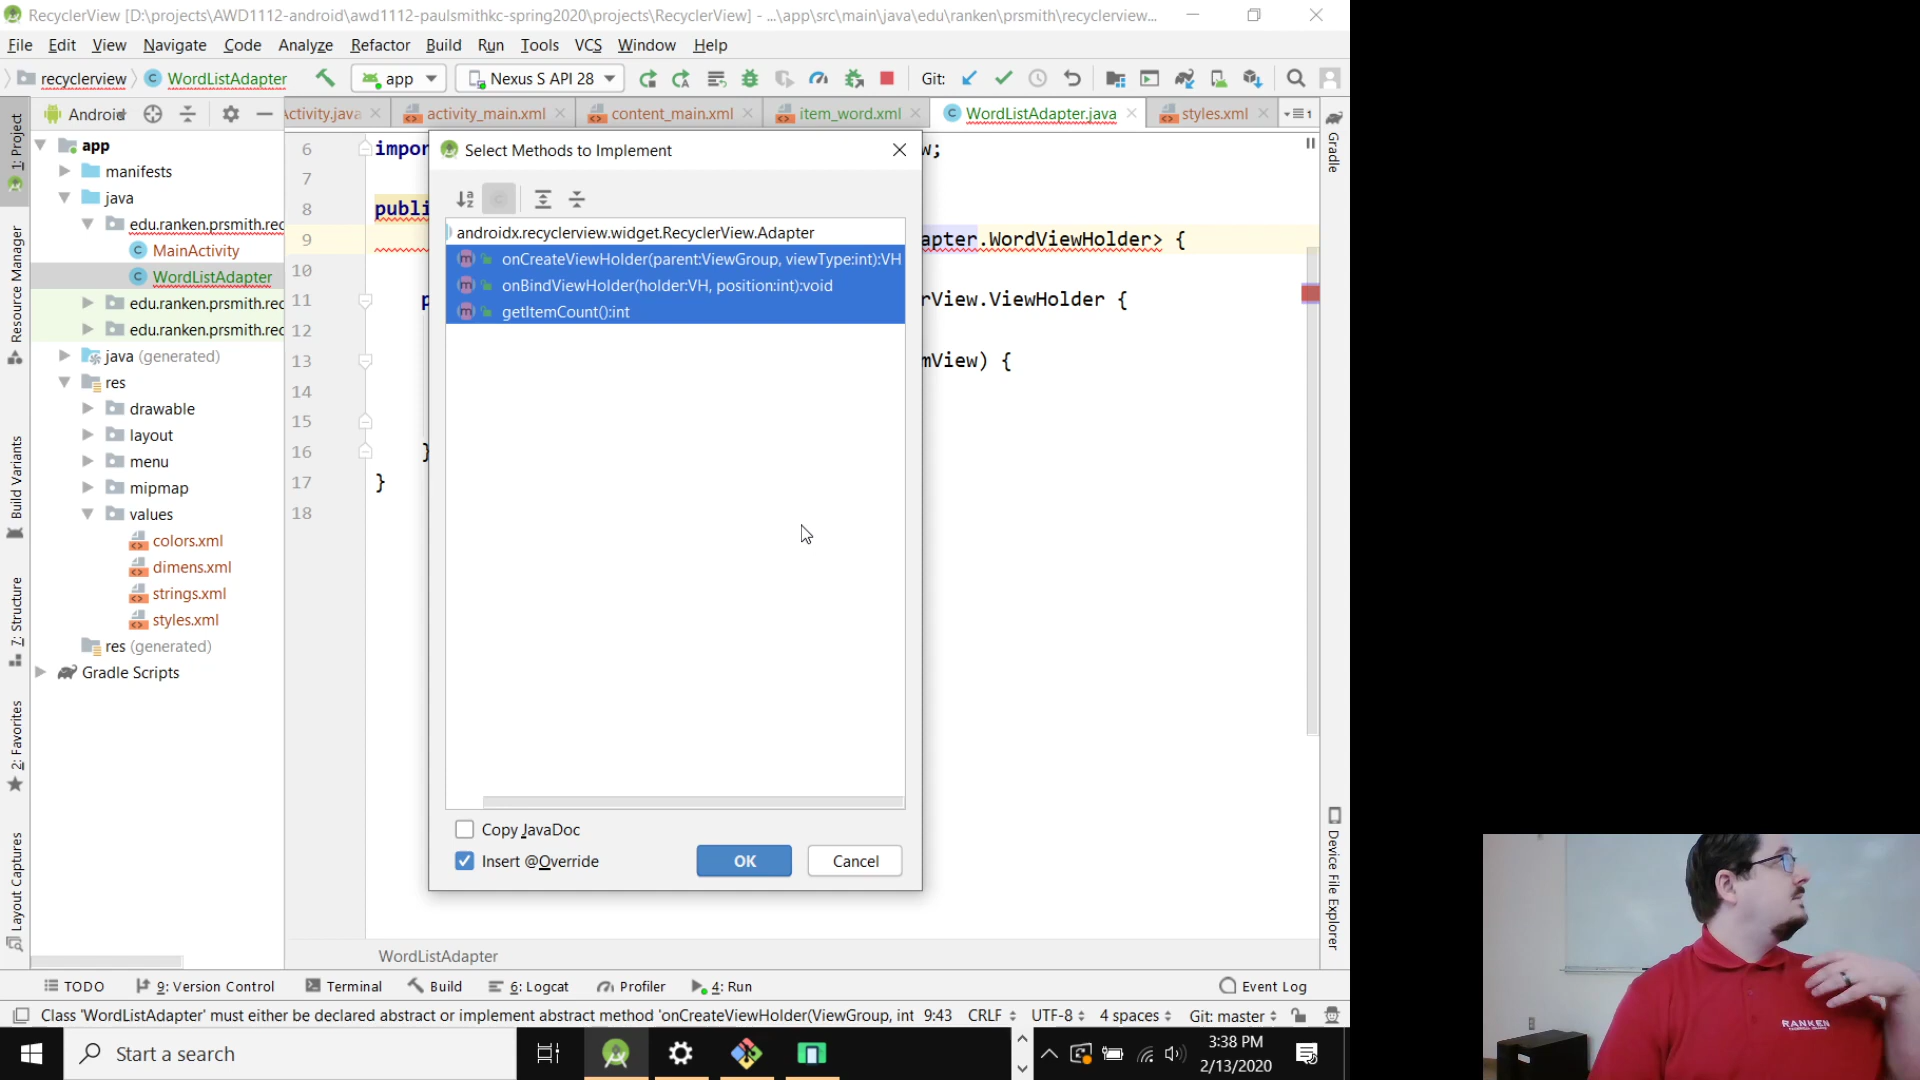 RecyclerView [D:\projects\AWD1112-android\awd1112-paulsmithkc-spring2020\projects\RecyclerView] - ...\app\src\main\java\edu\ranken\prsmith\recyclerview...
File Edit View Navigate Code Analyze Refactor Build Run Tools VCS Window Help
recyclerview WordListAdapter app Nexus S API 28 Git:
Android
ctivity.java activity_main.xml content_main.xml item_word.xml WordListAdapter.java styles.xml 1
1: Project
Resource Manager
Build Variants
7: Structure
2: Favorites
Layout Captures
app
manifests
java
edu.ranken.prsmith.rec
MainActivity
WordListAdapter
edu.ranken.prsmith.rec
edu.ranken.prsmith.rec
java (generated)
res
drawable
layout
menu
mipmap
values
colors.xml
dimens.xml
strings.xml
styles.xml
res (generated)
Gradle Scripts
6 impor w;
7
8 publi
9 apter.WordViewHolder> {
10
11 p rView.ViewHolder {
12
13 mView) {
14
15
16 }
17 }
18
Select Methods to Implement
androidx.recyclerview.widget.RecyclerView.Adapter
onCreateViewHolder(parent:ViewGroup, viewType:int):VH
onBindViewHolder(holder:VH, position:int):void
getItemCount():int
Copy JavaDoc
Insert @Override
OK
Cancel
WordListAdapter
Gradle
Device File Explorer
TODO 9: Version Control Terminal Build 6: Logcat Profiler 4: Run Event Log
Class 'WordListAdapter' must either be declared abstract or implement abstract method 'onCreateViewHolder(ViewGroup, int 9:43 CRLF UTF-8 4 spaces Git: master
Start a search
3:38 PM
2/13/2020
RANKEN